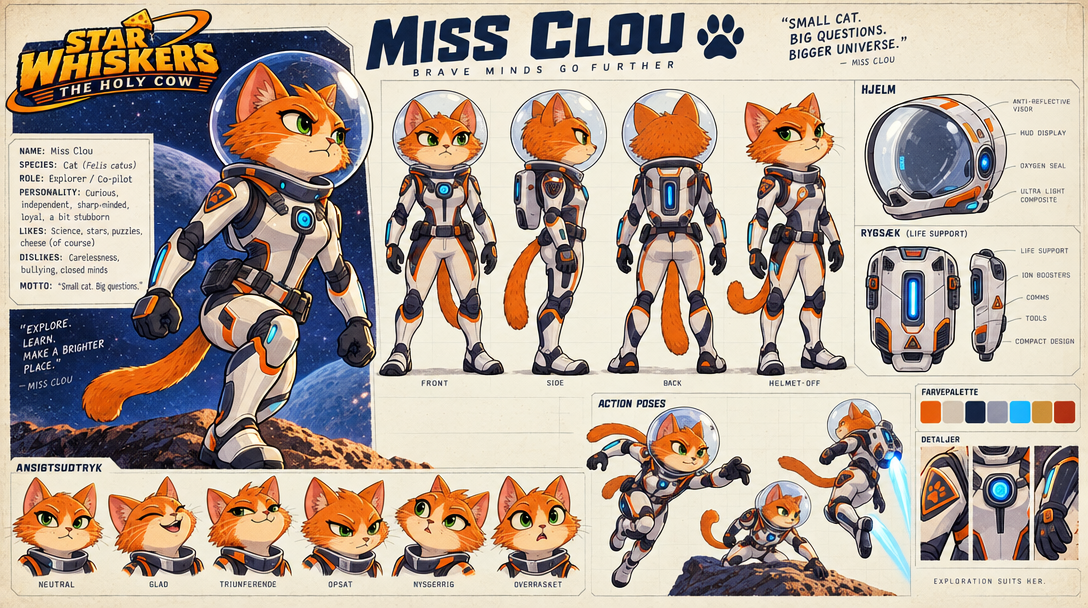 STAR
WHISKERS
THE HOLY COW
MISS CLOU
BRAVE MINDS GO FURTHER
"SMALL CAT.
BIG QUESTIONS.
BIGGER UNIVERSE."
— MISS CLOU
NAME: Miss Clou
SPECIES: Cat (Felis catus)
ROLE: Explorer / Co-pilot
PERSONALITY: Curious,
independent, sharp-minded,
loyal, a bit stubborn
LIKES: Science, stars, puzzles,
cheese (of course)
DISLIKES: Carelessness,
bullying, closed minds
MOTTO: "Small cat. Big questions."
"EXPLORE.
LEARN.
MAKE A BRIGHTER
PLACE."
— MISS CLOU
FRONT
SIDE
BACK
HELMET-OFF
HJELM
ANTI-REFLECTIVE
VISOR
HUD DISPLAY
OXYGEN SEAL
ULTRA LIGHT
COMPOSITE
RYGSÆK (LIFE SUPPORT)
LIFE SUPPORT
ION BOOSTERS
COMMS
TOOLS
COMPACT DESIGN
ANSIGTSUDTRYK
NEUTRAL
GLAD
TRIUNFERENDE
OPSAT
NYSGERRIG
OVERRASKET
ACTION POSES
FARVEPALETTE
DETALJER
EXPLORATION SUITS HER.